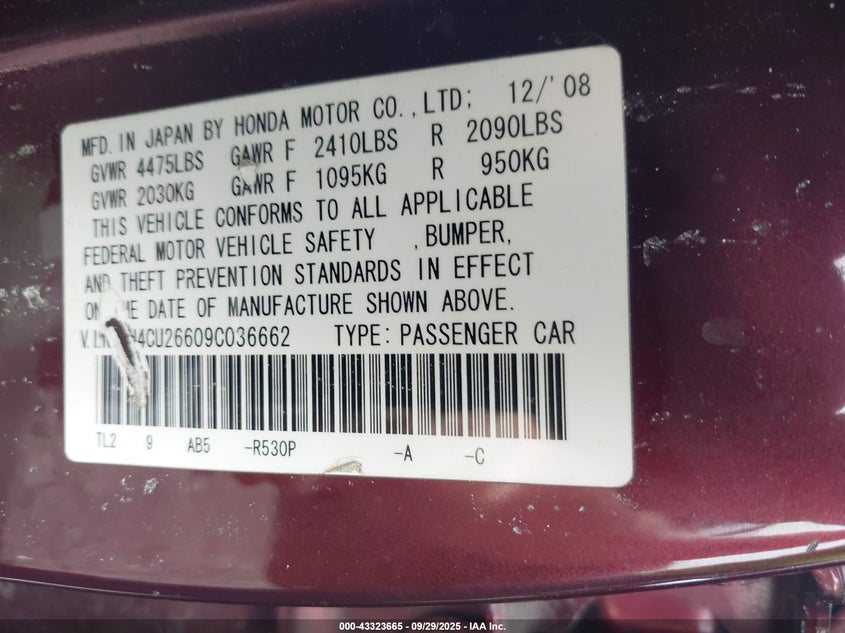 MFD. IN JAPAN BY HONDA MOTOR CO.,LTD; 12/'08
GVWR 4475LBS GAWR F 2410LBS R 2090LBS
GVWR 2030KG GAWR F 1095KG R 950KG
THIS VEHICLE CONFORMS TO ALL APPLICABLE
FEDERAL MOTOR VEHICLE SAFETY ,BUMPER,
AND THEFT PREVENTION STANDARDS IN EFFECT
ON THE DATE OF MANUFACTURE SHOWN ABOVE.
4CU26609C036662 TYPE: PASSENGER CAR
TL2 9 AB5 -R530P -A -C
000-43323665 - 09/29/2025 - IAA Inc.